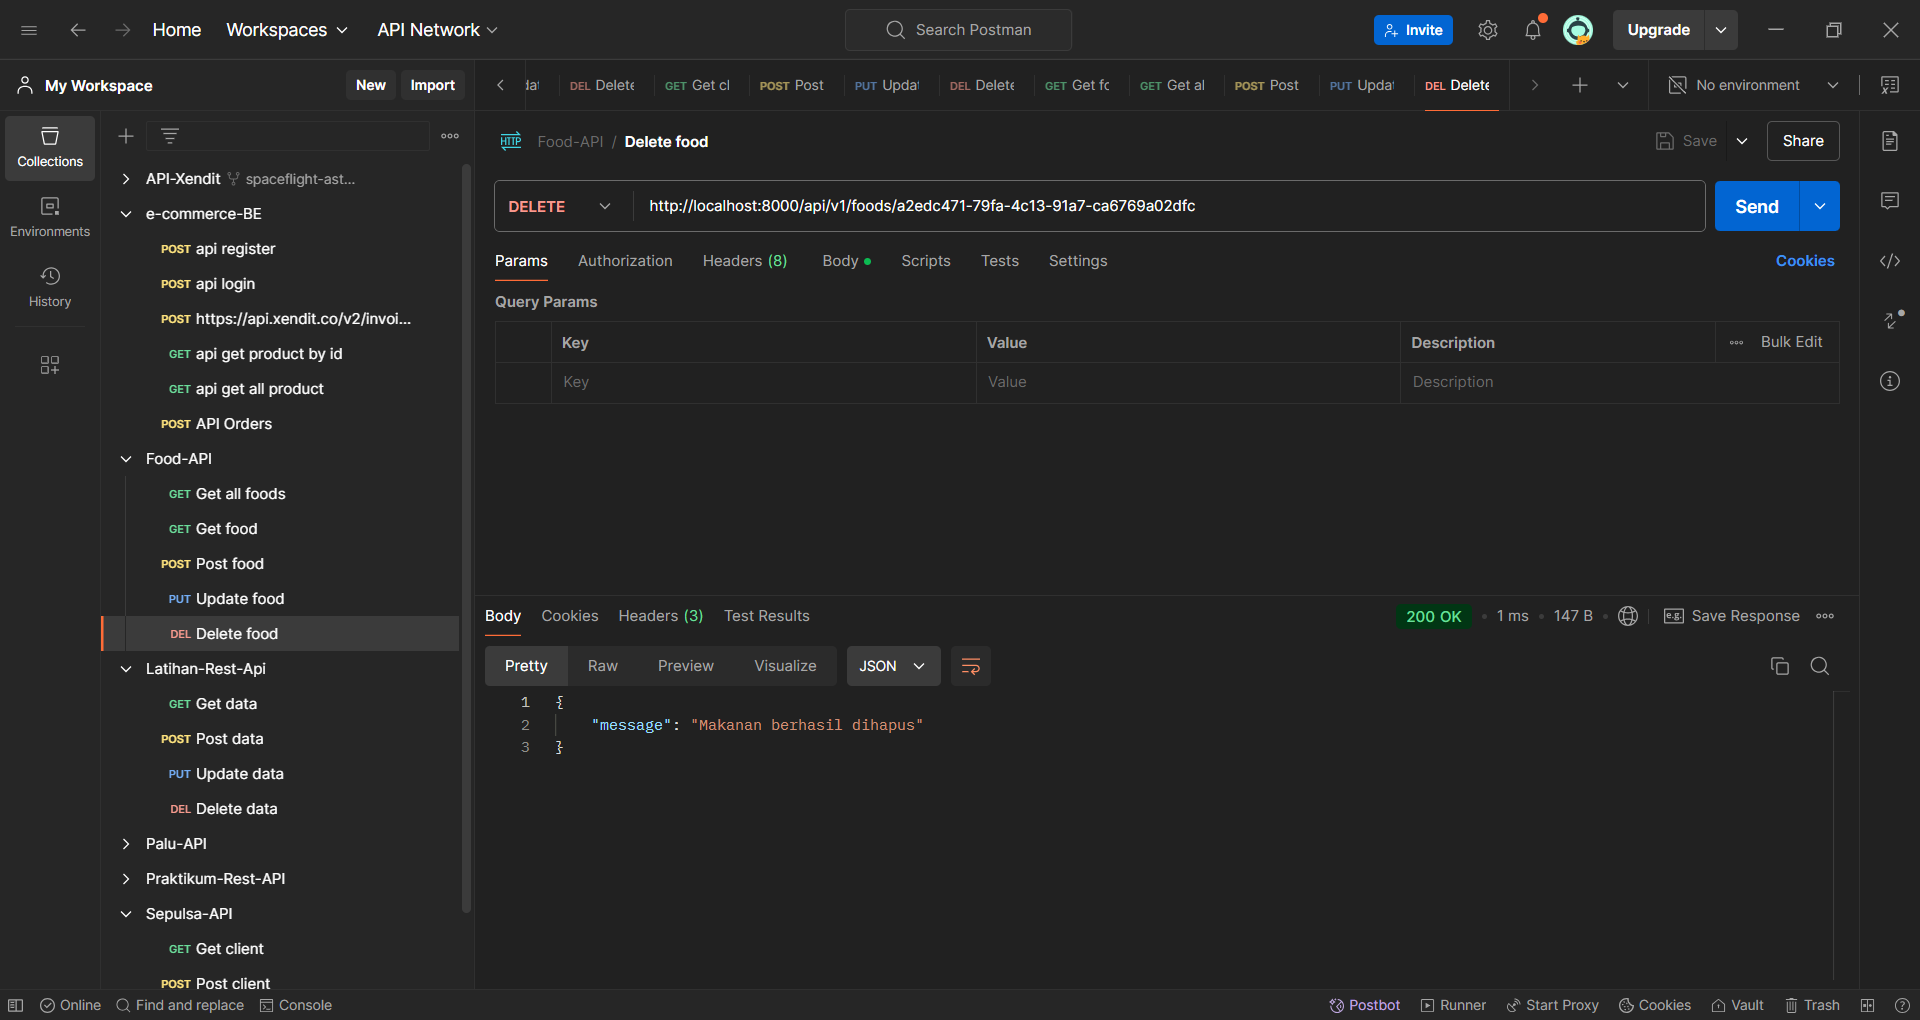 Home Workspaces API Network Search Postman Invite Upgrade
My Workspace New Import
DEL Delete GET Get cl POST Post PUT Updat DEL Delete GET Get fo GET Get al POST Post PUT Updat DEL Delete No environment
Collections
Environments
History
API-Xendit spaceflight-ast...
e-commerce-BE
POST api register
POST api login
POST https://api.xendit.co/v2/invoi...
GET api get product by id
GET api get all product
POST API Orders
Food-API
GET Get all foods
GET Get food
POST Post food
PUT Update food
DEL Delete food
Latihan-Rest-Api
GET Get data
POST Post data
PUT Update data
DEL Delete data
Palu-API
Praktikum-Rest-API
Sepulsa-API
GET Get client
POST Post client
HTTP Food-API / Delete food Save Share
DELETE http://localhost:8000/api/v1/foods/a2edc471-79fa-4c13-91a7-ca6769a02dfc Send
Params Authorization Headers (8) Body Scripts Tests Settings Cookies
Query Params
Key Value Description Bulk Edit
Key Value Description
Body Cookies Headers (3) Test Results 200 OK 1 ms 147 B e.g. Save Response
Pretty Raw Preview Visualize JSON
1 {
2 "message": "Makanan berhasil dihapus"
3 }
Online Find and replace Console Postbot Runner Start Proxy Cookies Vault Trash